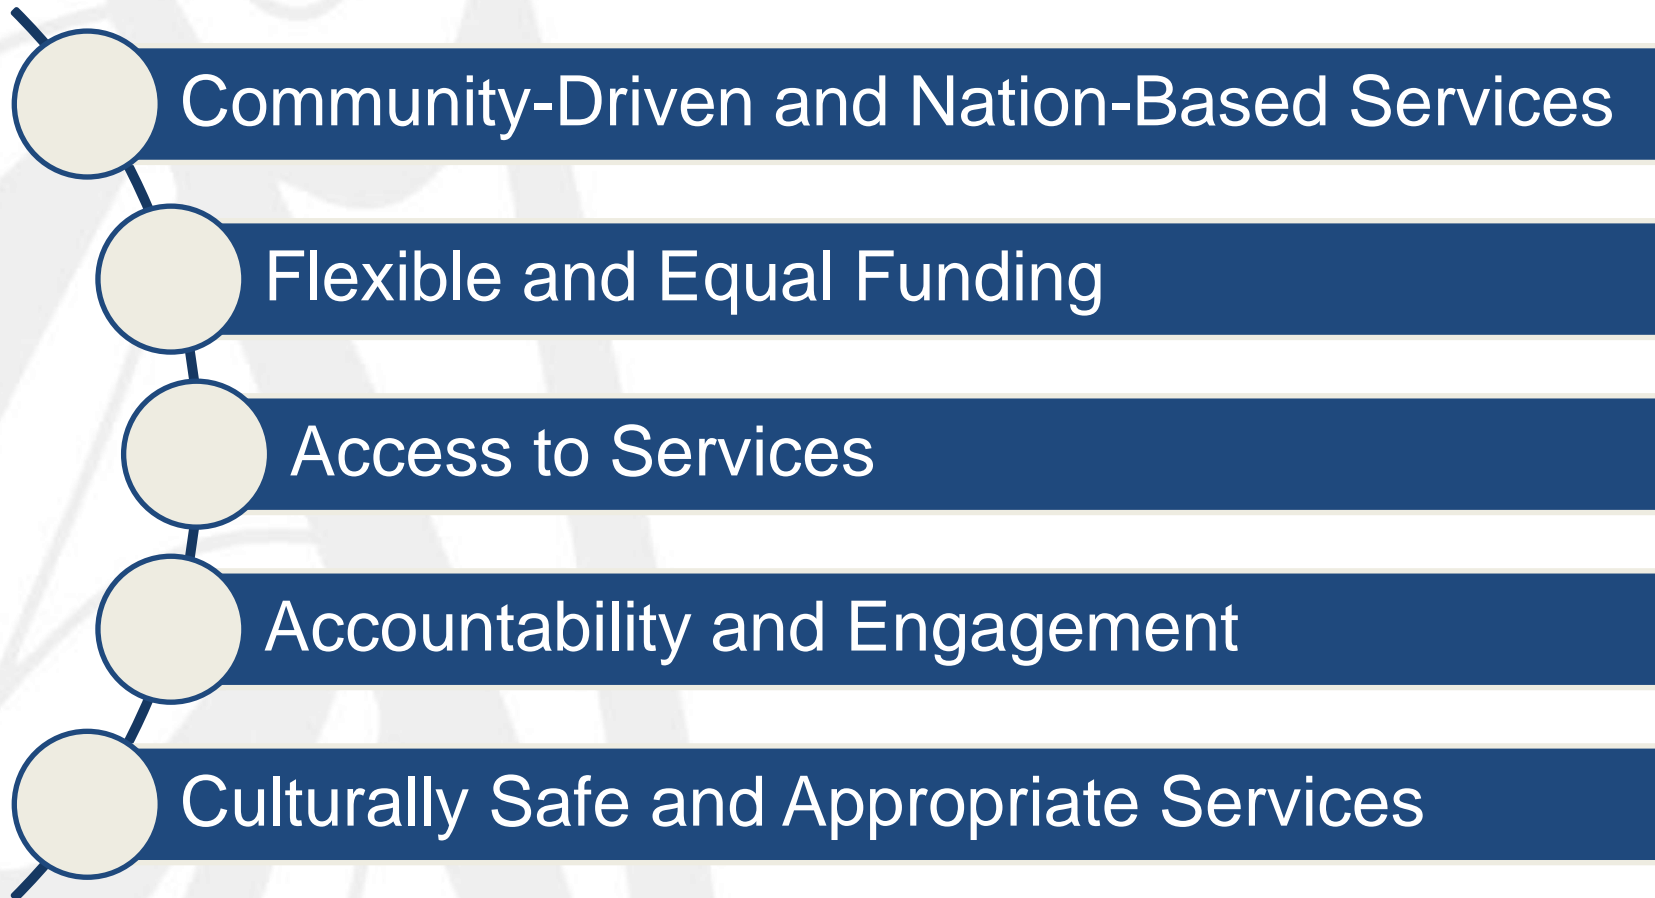 Community-Driven and Nation-Based Services
Flexible and Equal Funding
Access to Services
Accountability and Engagement
Culturally Safe and Appropriate Services